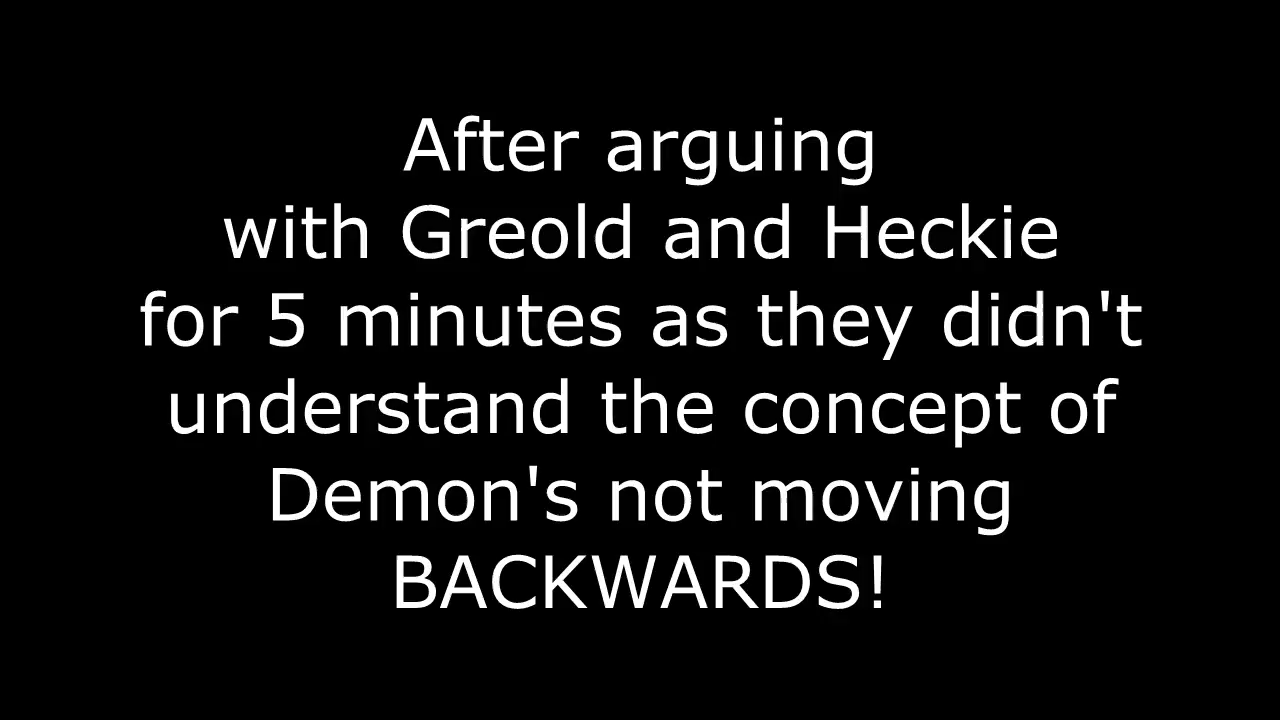 After arguing
with Greold and Heckie
for 5 minutes as they didn't
understand the concept of
Demon's not moving
BACKWARDS!